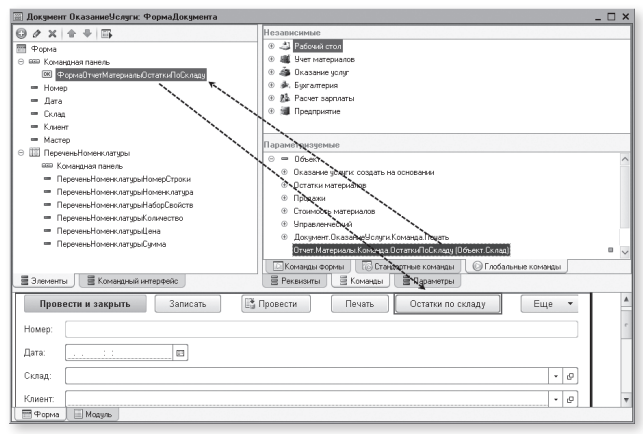 Документ ОказаниеУслуги: ФормаДокумента
Форма
Командная панель
ФормаОтчетМатериалыОстаткиПоСкладу
Номер
Дата
Склад
Клиент
Мастер
ПереченьНоменклатуры
Командная панель
ПереченьНоменклатурыНомерСтроки
ПереченьНоменклатурыНоменклатура
ПереченьНоменклатурыНаборСвойств
ПереченьНоменклатурыКоличество
ПереченьНоменклатурыЦена
ПереченьНоменклатурыСумма
Элементы Командный интерфейс
Независимые
Рабочий стол
Учет материалов
Оказание услуг
Бухгалтерия
Расчет зарплаты
Предприятие
Параметризуемые
Объект
Оказание услуги: создать на основании
Остатки материалов
Продажи
Стоимость материалов
Управленческий
Документ.ОказаниеУслуги.Команда.Печать
Отчет.Материалы.Команда.ОстаткиПоСкладу (Объект.Склад)
Команды формы Стандартные команды Глобальные команды
Реквизиты Команды Параметры
Провести и закрыть Записать Провести Печать Остатки по складу Еще
Номер:
Дата: . . : :
Склад:
Клиент:
Форма Модуль